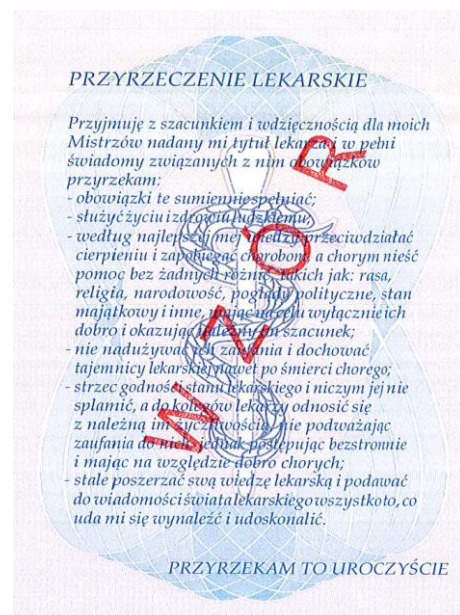 PRZYRZECZENIE LEKARSKIE
Przyjmuję z szacunkiem i wdzięcznością dla moich
Mistrzów nadany mi tytuł lekarza i w pełni
świadomy związanych z nim obowiązków
przyrzekam:
- obowiązki te sumiennie spełniać;
- służyć życiu i zdrowiu ludzkiemu;
- według najlepszej mej wiedzy przeciwdziałać
cierpieniu i zapobiegać chorobom, a chorym nieść
pomoc bez żadnych różnic, takich jak: rasa,
religia, narodowość, poglądy polityczne, stan
majątkowy i inne, mając na celu wyłącznie ich
dobro i okazując należny im szacunek;
- nie nadużywać ich zaufania i dochować
tajemnicy lekarskiej nawet po śmierci chorego;
- strzec godności stanu lekarskiego i niczym jej nie
splamić, a do kolegów lekarzy odnosić się
z należną im życzliwością, nie podważając
zaufania do nich, jednak postępując bezstronnie
i mając na względzie dobro chorych;
- stale poszerzać swą wiedzę lekarską i podawać
do wiadomości świata lekarskiego wszystko to, co
uda mi się wynaleźć i udoskonalić.
PRZYRZEKAM TO UROCZYŚCIE
WZÓR